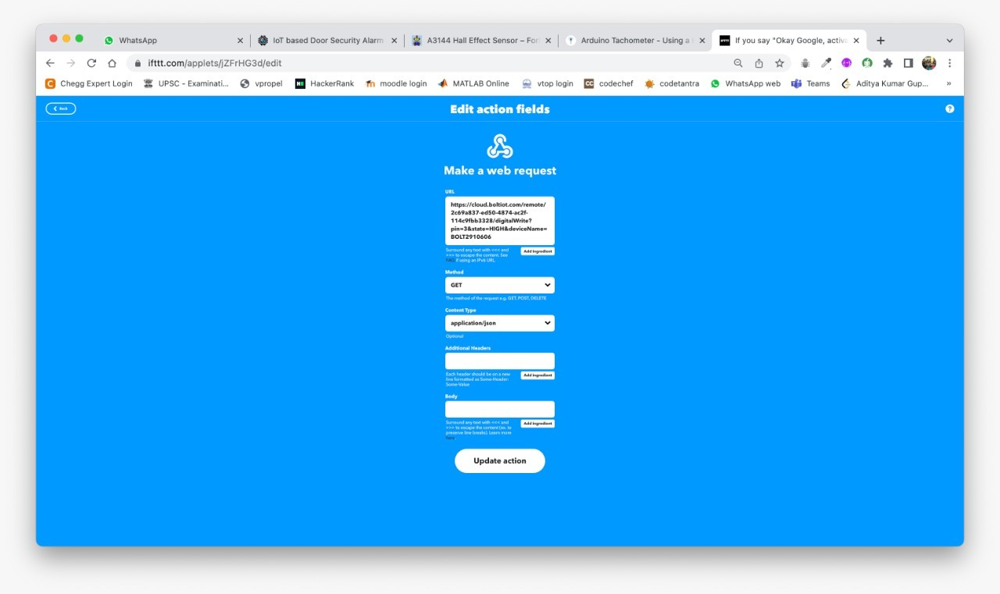 WhatsApp
IoT based Door Security Alarm
A3144 Hall Effect Sensor – For
Arduino Tachometer - Using a
If you say "Okay Google, activa
ifttt.com/applets/jZFrHG3d/edit
Chegg Expert Login UPSC - Examinati... vpropel HackerRank moodle login MATLAB Online vtop login codechef codetantra WhatsApp web Teams Aditya Kumar Gup... »
Back
Edit action fields
?
Make a web request
URL
https://cloud.boltiot.com/remote/
2c69a837-ed50-4874-ac2f-
114c9fbb3328/digitalWrite?
pin=3&state=HIGH&deviceName=
BOLT2910606
Surround any text with <<< and
>>> to escape the content. See
if using an IPv6 URL.
Add ingredient
Method
GET
The method of the request e.g. GET, POST, DELETE
Content Type
application/json
Optional
Additional Headers
Each header should be on a new
line formatted as Some-Header:
Some-Value
Add ingredient
Body
Surround any text with <<< and
>>> to escape the content (ex. to
preserve line breaks). Learn more
here.
Add ingredient
Update action